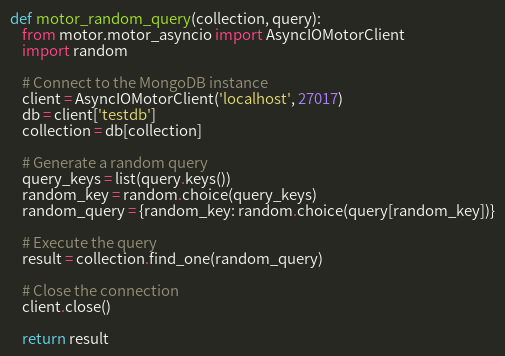 def motor_random_query(collection, query):
    from motor.motor_asyncio import AsyncIOMotorClient
    import random

    # Connect to the MongoDB instance
    client = AsyncIOMotorClient('localhost', 27017)
    db = client['testdb']
    collection = db[collection]

    # Generate a random query
    query_keys = list(query.keys())
    random_key = random.choice(query_keys)
    random_query = {random_key: random.choice(query[random_key])}

    # Execute the query
    result = collection.find_one(random_query)

    # Close the connection
    client.close()

    return result